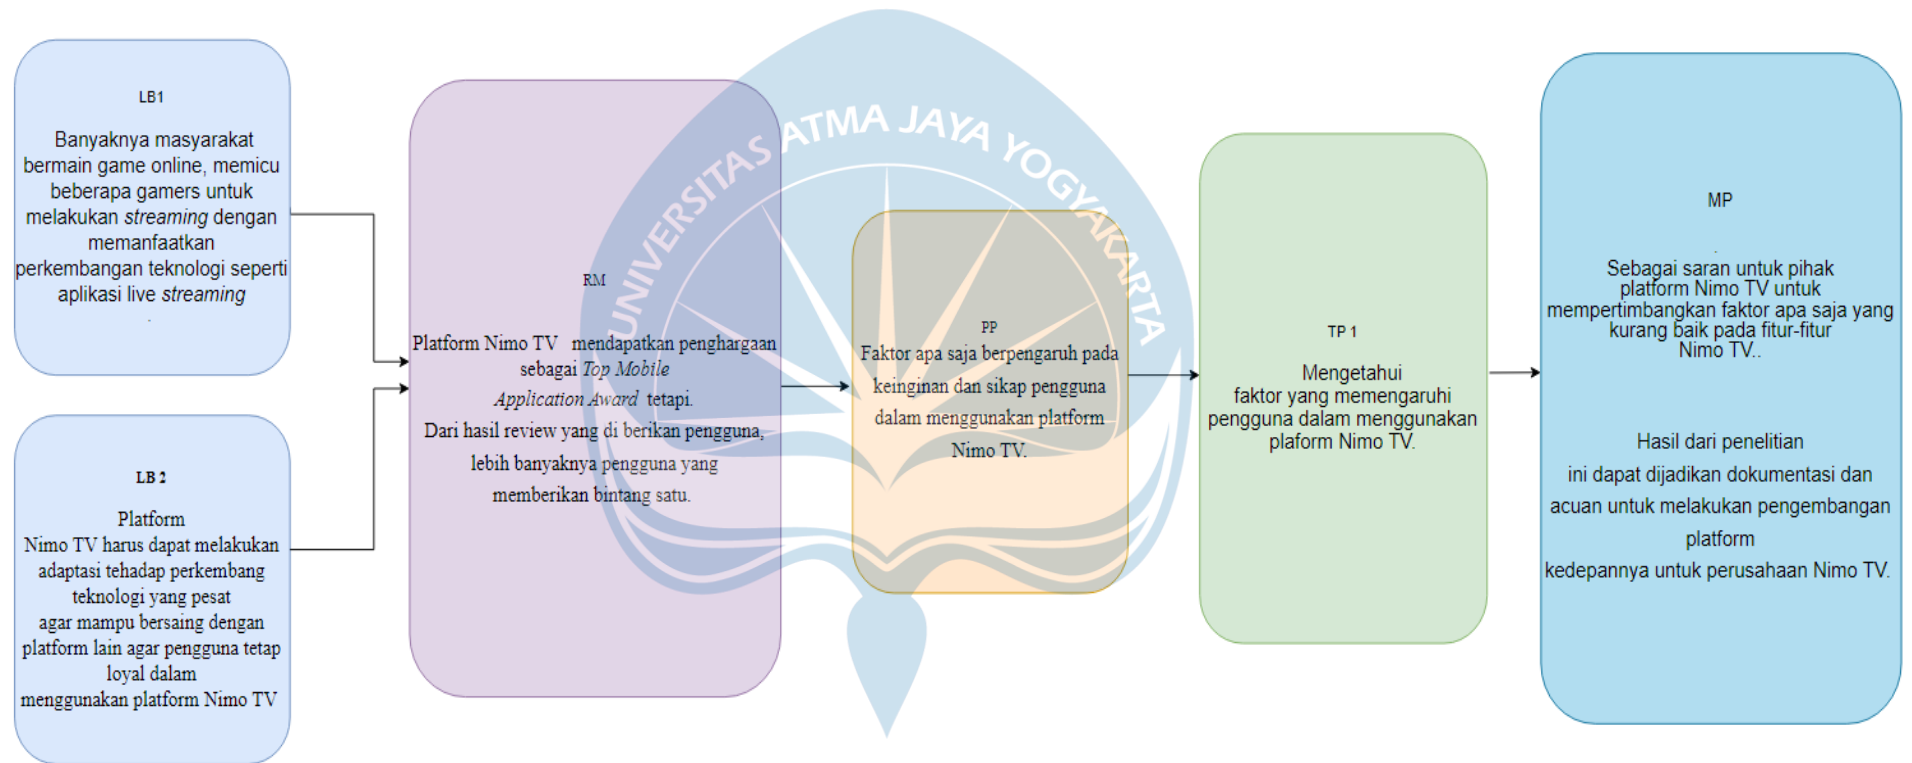 LB1
Banyaknya masyarakat
bermain game online, memicu
beberapa gamers untuk
melakukan streaming dengan
memanfaatkan
perkembangan teknologi seperti
aplikasi live streaming
.
LB 2
Platform
Nimo TV harus dapat melakukan
adaptasi tehadap perkembang
teknologi yang pesat
agar mampu bersaing dengan
platform lain agar pengguna tetap
loyal dalam
menggunakan platform Nimo TV
RM
Platform Nimo TV mendapatkan penghargaan
sebagai Top Mobile
Application Award tetapi.
Dari hasil review yang di berikan pengguna,
lebih banyaknya pengguna yang
memberikan bintang satu.
UNIVERSITAS ATMA JAYA YOGYAKARTA
PP
Faktor apa saja berpengaruh pada
keinginan dan sikap pengguna
dalam menggunakan platform
Nimo TV.
TP 1
Mengetahui
faktor yang memengaruhi
pengguna dalam menggunakan
plaform Nimo TV.
MP
.
Sebagai saran untuk pihak
platform Nimo TV untuk
mempertimbangkan faktor apa saja yang
kurang baik pada fitur-fitur
Nimo TV..
Hasil dari penelitian
ini dapat dijadikan dokumentasi dan
acuan untuk melakukan pengembangan
platform
kedepannya untuk perusahaan Nimo TV.